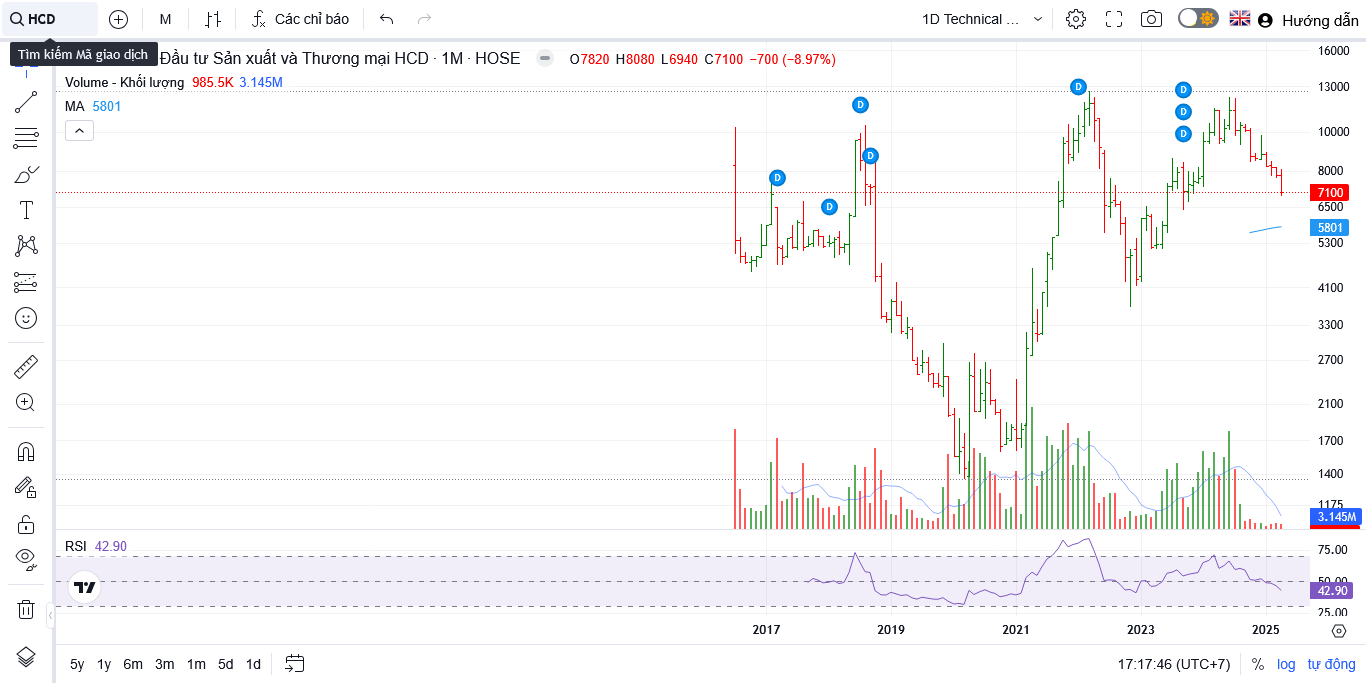 HCD
M
Các chỉ báo
1D Technical ...
Hướng dẫn
Tìm kiếm Mã giao dịch
Đầu tư Sản xuất và Thương mại HCD · 1M · HOSE
O7820 H8080 L6940 C7100 −700 (−8.97%)
Volume - Khối lượng 985.5K 3.145M
MA 5801
D
D
D
D
D
D
D
D
16000
13000
10000
8000
7100
6500
5801
5300
4100
3300
2700
2100
1700
1400
1175
3.145M
RSI 42.90
75.00
50.00
42.90
25.00
2017 2019 2021 2023 2025
5y 1y 6m 3m 1m 5d 1d
17:17:46 (UTC+7) % log tự động